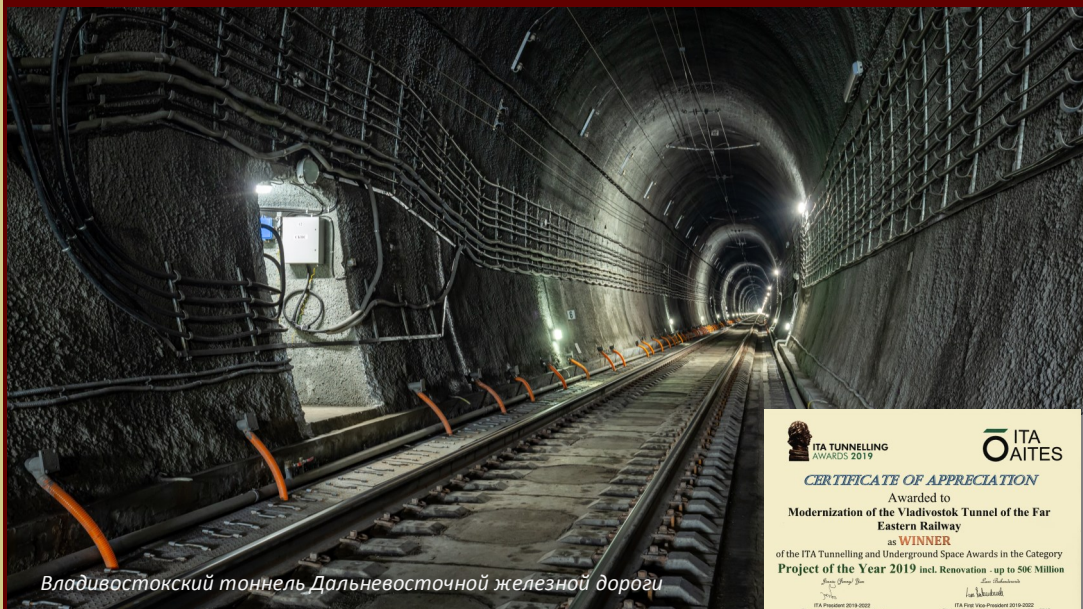 Владивостокский тоннель Дальневосточной железной дороги
ITA TUNNELLING
AWARDS 2019
ITA
AITES
CERTIFICATE OF APPRECIATION
Awarded to
Modernization of the Vladivostok Tunnel of the Far
Eastern Railway
as WINNER
of the ITA Tunnelling and Underground Space Awards in the Category
Project of the Year 2019 incl. Renovation - up to 50€ Million
ITA President 2019-2022
ITA First Vice-President 2019-2022